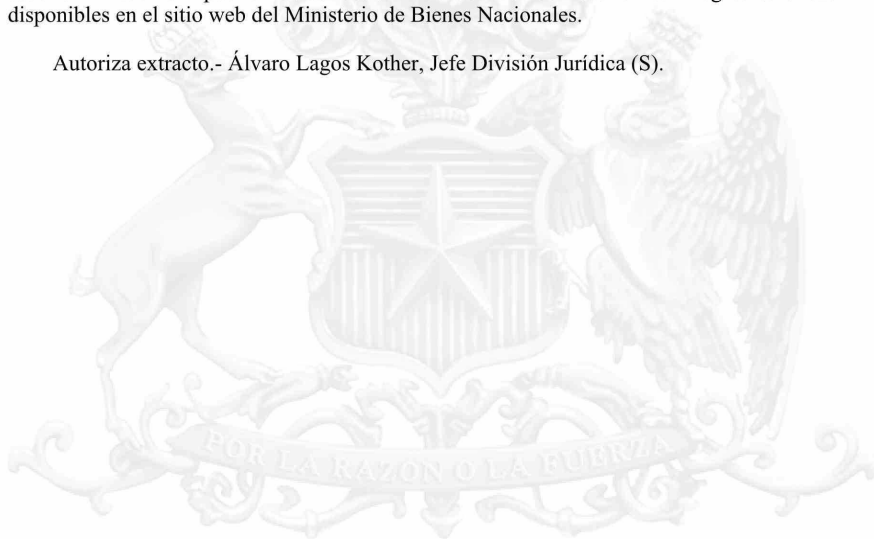 disponibles en el sitio web del Ministerio de Bienes Nacionales.
Autoriza extracto.- Álvaro Lagos Kother, Jefe División Jurídica (S).
POR LA RAZÓN O LA FUERZA